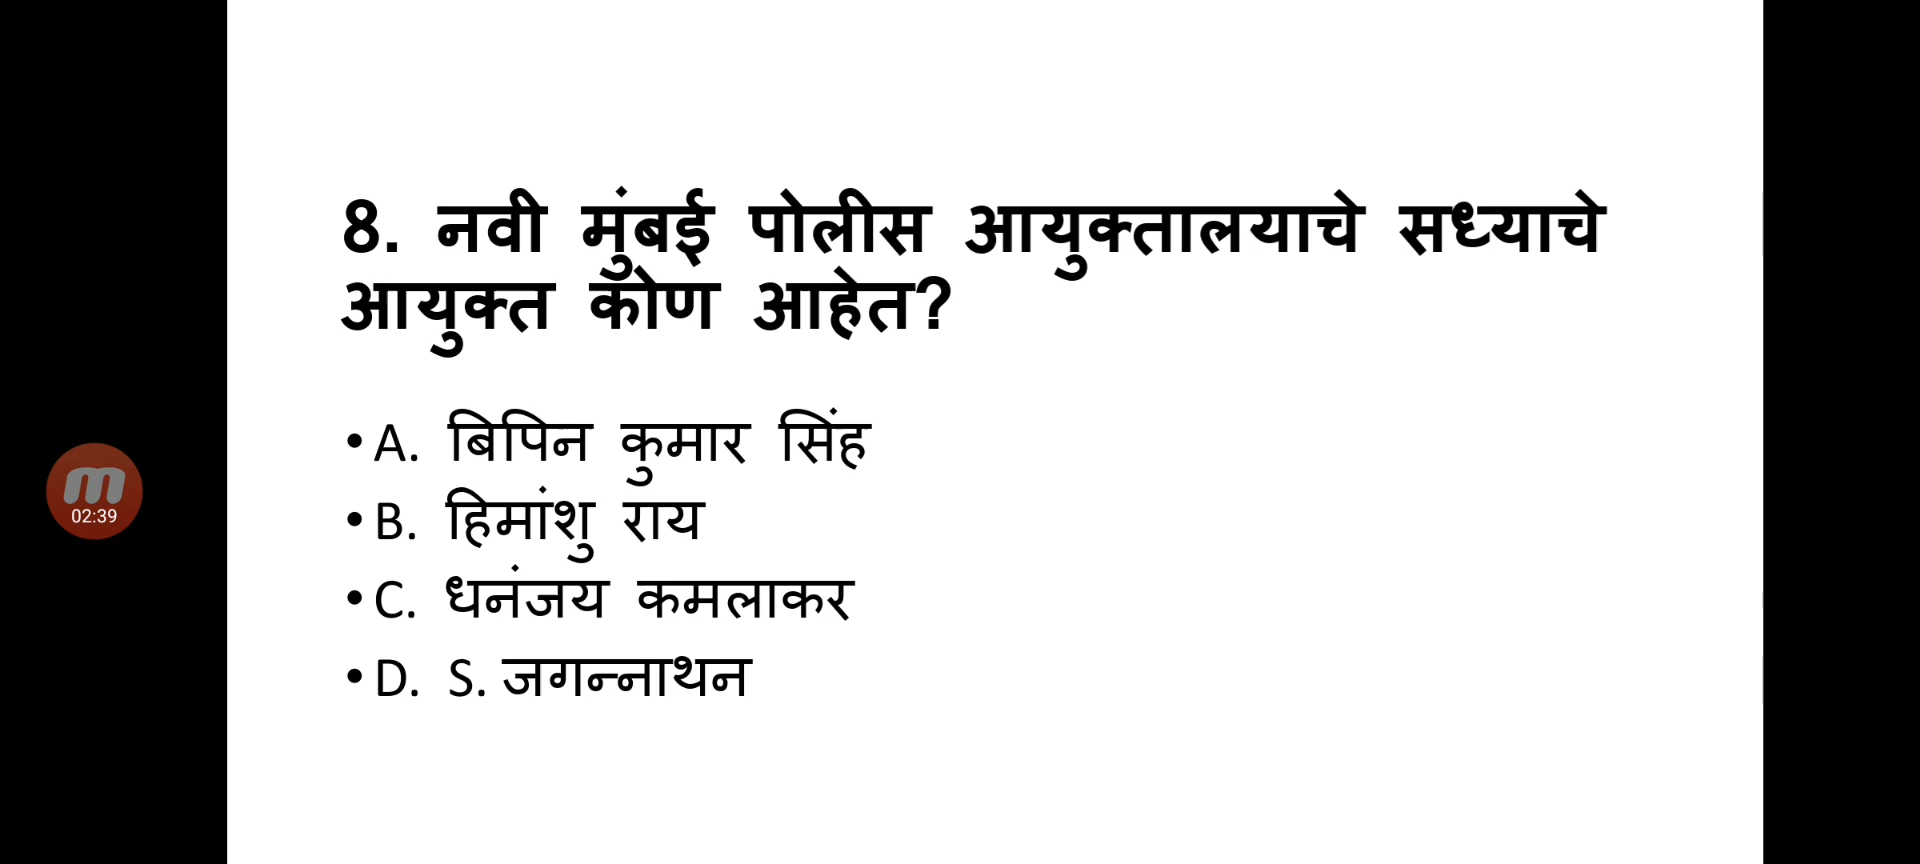 8. नवी मुंबई पोलीस आयुक्तालयाचे सध्याचे
आयुक्त कोण आहेत?
• A. बिपिन कुमार सिंह
• B. हिमांशु राय
• C. धनंजय कमलाकर
• D. S. जगन्नाथन
m
02:39